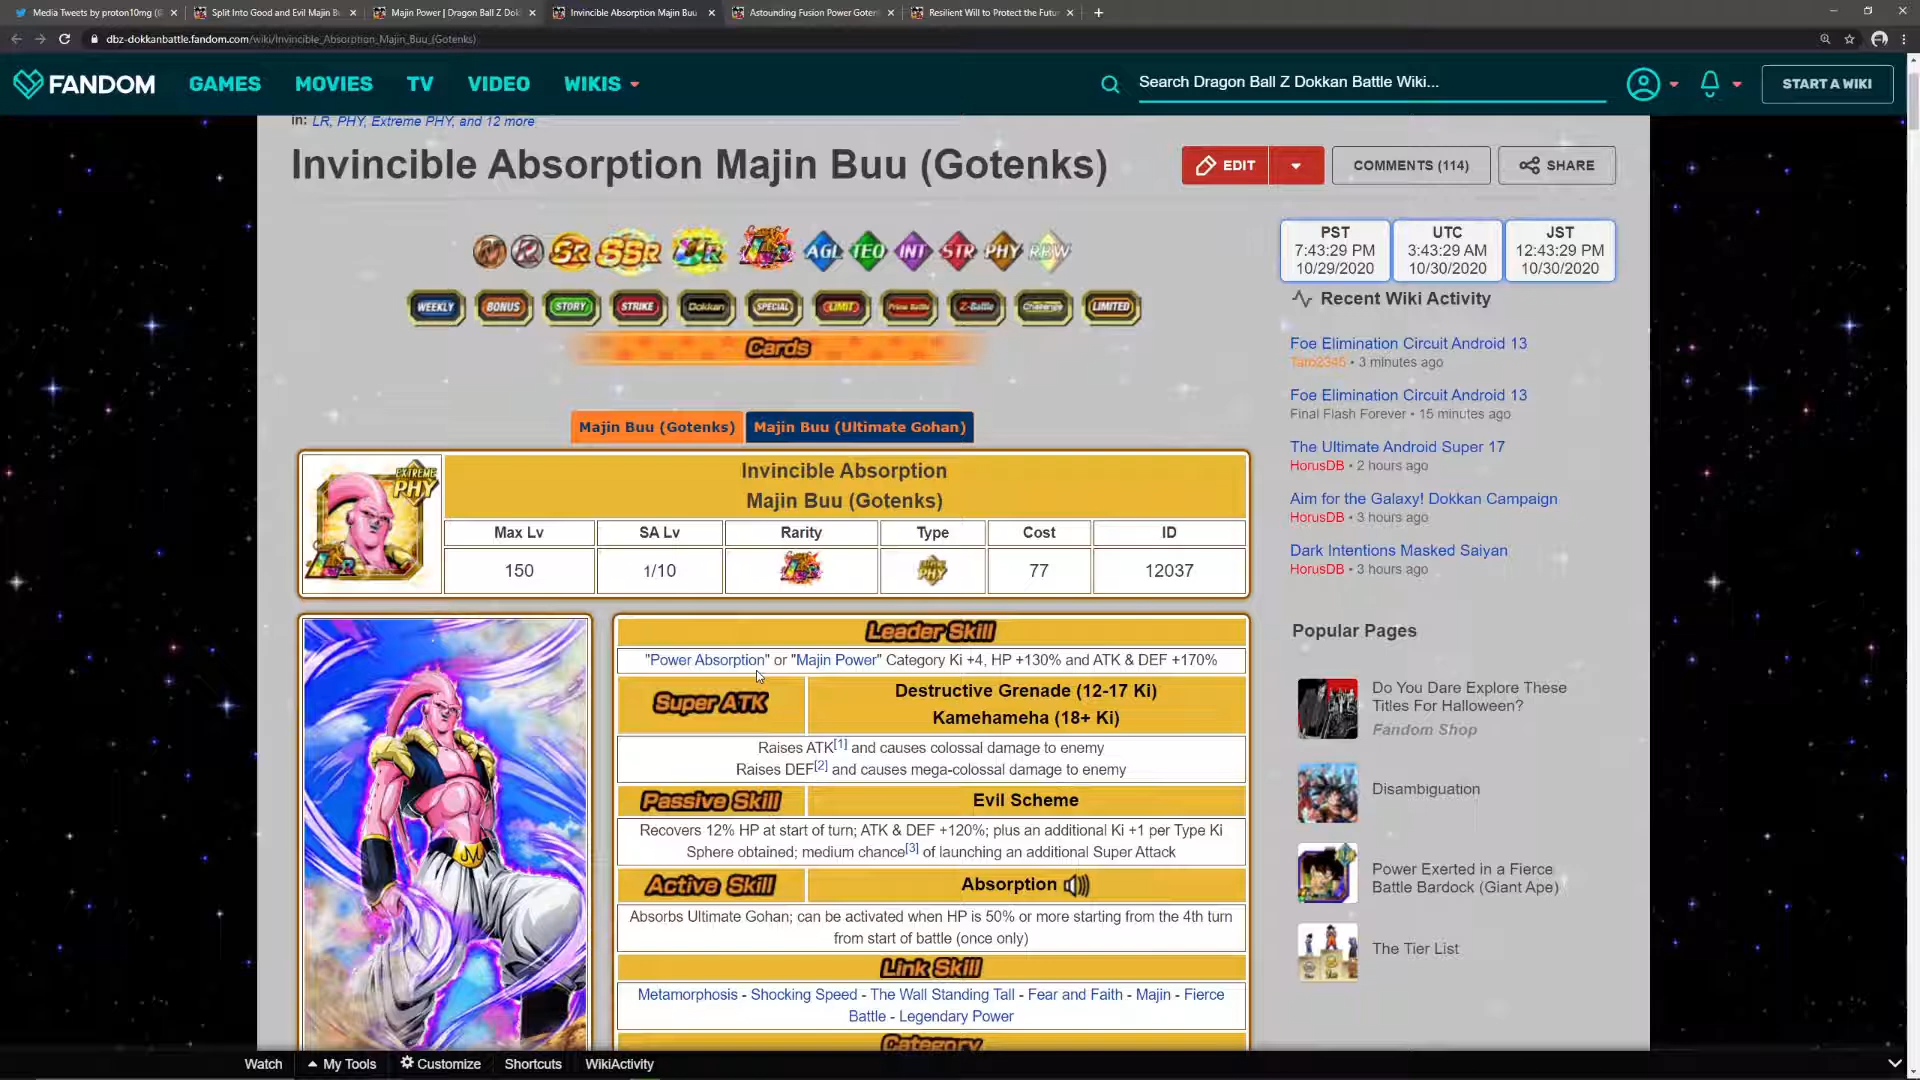 Media Tweets by proton10mg (@
Split Into Good and Evil Majin Bu
Majin Power | Dragon Ball Z Dok
Invincible Absorption Majin Buu
Astounding Fusion Power Goten
Resilient Will to Protect the Futu
dbz-dokkanbattle.fandom.com/wiki/Invincible_Absorption_Majin_Buu_(Gotenks)
FANDOM
GAMES
MOVIES
TV
VIDEO
WIKIS
Search Dragon Ball Z Dokkan Battle Wiki...
START A WIKI
in: LR, PHY, Extreme PHY, and 12 more
Invincible Absorption Majin Buu (Gotenks)
EDIT
COMMENTS (114)
SHARE
N R SR SSR UR LR AGL TEQ INT STR PHY RBW
WEEKLY BONUS STORY STRIKE Dokkan SPECIAL LIMIT Prime Battle Z-Battle Challenge LIMITED
Cards
PST
7:43:29 PM
10/29/2020
UTC
3:43:29 AM
10/30/2020
JST
12:43:29 PM
10/30/2020
Recent Wiki Activity
Foe Elimination Circuit Android 13
Taro2345 • 3 minutes ago
Foe Elimination Circuit Android 13
Final Flash Forever • 15 minutes ago
The Ultimate Android Super 17
HorusDB • 2 hours ago
Aim for the Galaxy! Dokkan Campaign
HorusDB • 3 hours ago
Dark Intentions Masked Saiyan
HorusDB • 3 hours ago
Popular Pages
Do You Dare Explore These
Titles For Halloween?
Fandom Shop
Disambiguation
Power Exerted in a Fierce
Battle Bardock (Giant Ape)
The Tier List
Majin Buu (Gotenks)
Majin Buu (Ultimate Gohan)
EXTREME
PHY
LR
Invincible Absorption
Majin Buu (Gotenks)
Max Lv SA Lv Rarity Type Cost ID
150 1/10 LR PHY 77 12037
Leader Skill
"Power Absorption" or "Majin Power" Category Ki +4, HP +130% and ATK & DEF +170%
Super ATK
Destructive Grenade (12-17 Ki)
Kamehameha (18+ Ki)
Raises ATK[1] and causes colossal damage to enemy
Raises DEF[2] and causes mega-colossal damage to enemy
Passive Skill
Evil Scheme
Recovers 12% HP at start of turn; ATK & DEF +120%; plus an additional Ki +1 per Type Ki
Sphere obtained; medium chance[3] of launching an additional Super Attack
Active Skill
Absorption
Absorbs Ultimate Gohan; can be activated when HP is 50% or more starting from the 4th turn
from start of battle (once only)
Link Skill
Metamorphosis - Shocking Speed - The Wall Standing Tall - Fear and Faith - Majin - Fierce
Battle - Legendary Power
Category
Watch
My Tools
Customize
Shortcuts
WikiActivity